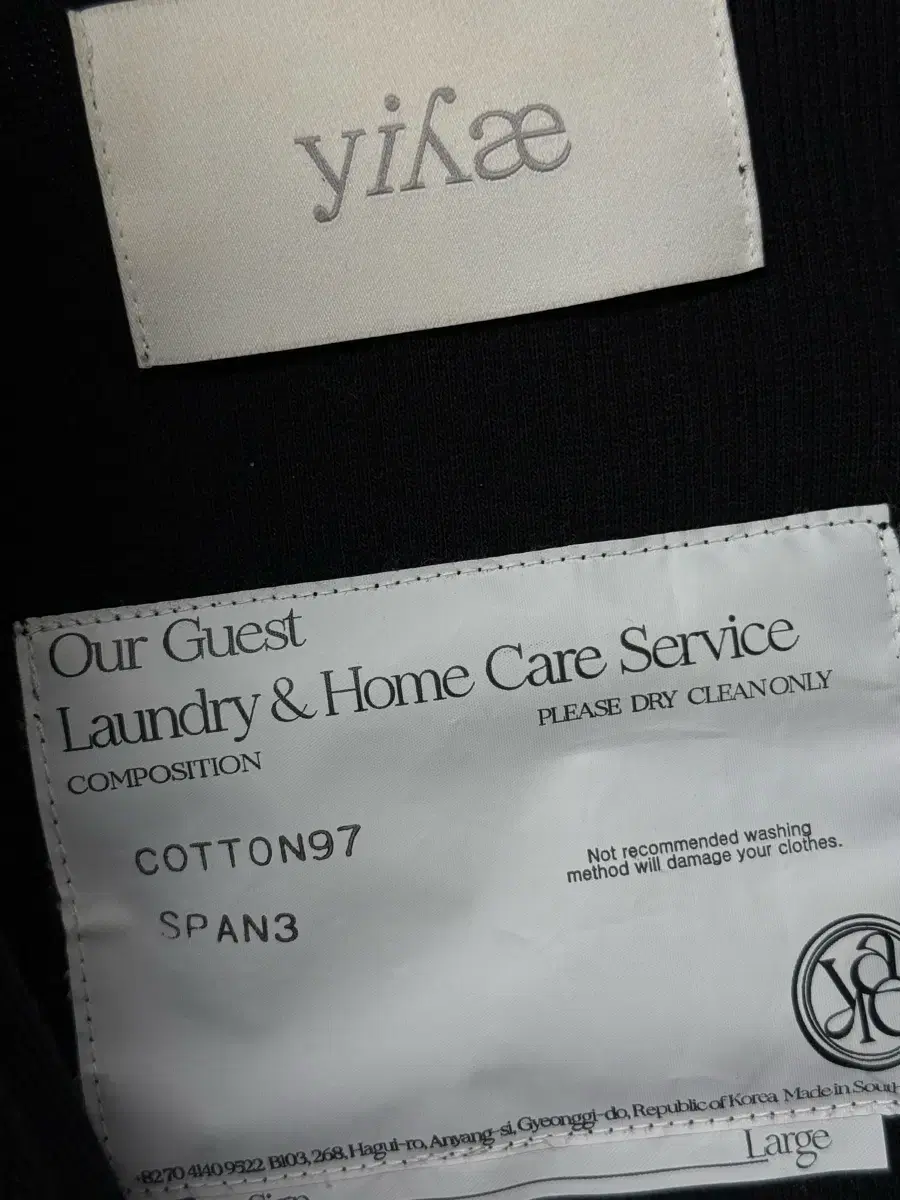 yiʎæ
Our Guest
Laundry & Home Care Service
PLEASE DRY CLEAN ONLY
COMPOSITION
COTTON97
SPAN3
Not recommended washing
method will damage your clothes.
+82 70 4140 9522 B103, 268, Hagui-ro, Anyang-si, Gyeonggi-do, Republic of Korea Made in
Large